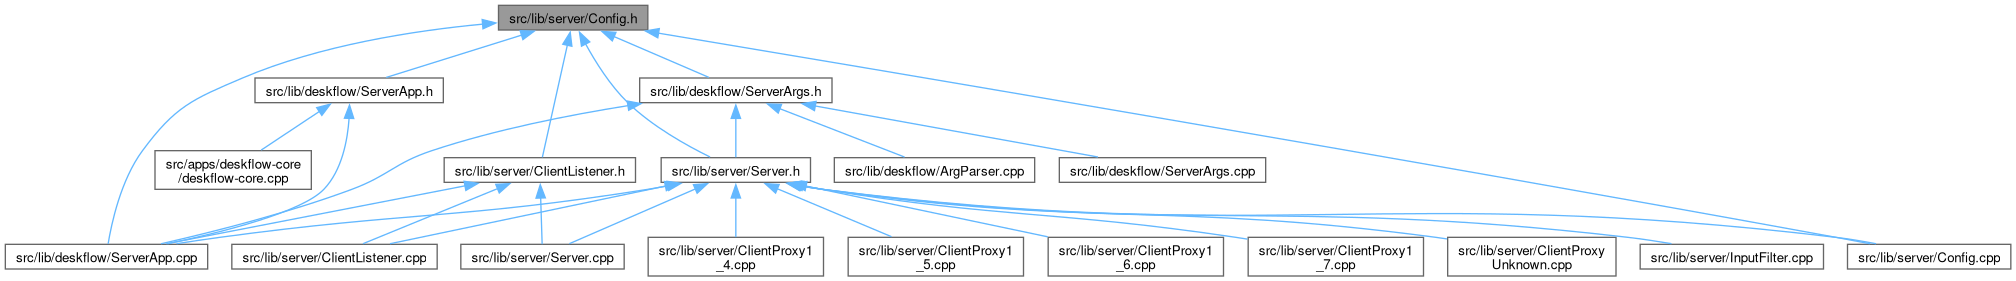 src/lib/server/Config.h
src/lib/deskflow/ServerApp.h
src/lib/deskflow/ServerArgs.h
src/apps/deskflow-core
/deskflow-core.cpp
src/lib/server/ClientListener.h
src/lib/server/Server.h
src/lib/deskflow/ArgParser.cpp
src/lib/deskflow/ServerArgs.cpp
src/lib/deskflow/ServerApp.cpp
src/lib/server/ClientListener.cpp
src/lib/server/Server.cpp
src/lib/server/ClientProxy1
_4.cpp
src/lib/server/ClientProxy1
_5.cpp
src/lib/server/ClientProxy1
_6.cpp
src/lib/server/ClientProxy1
_7.cpp
src/lib/server/ClientProxy
Unknown.cpp
src/lib/server/InputFilter.cpp
src/lib/server/Config.cpp